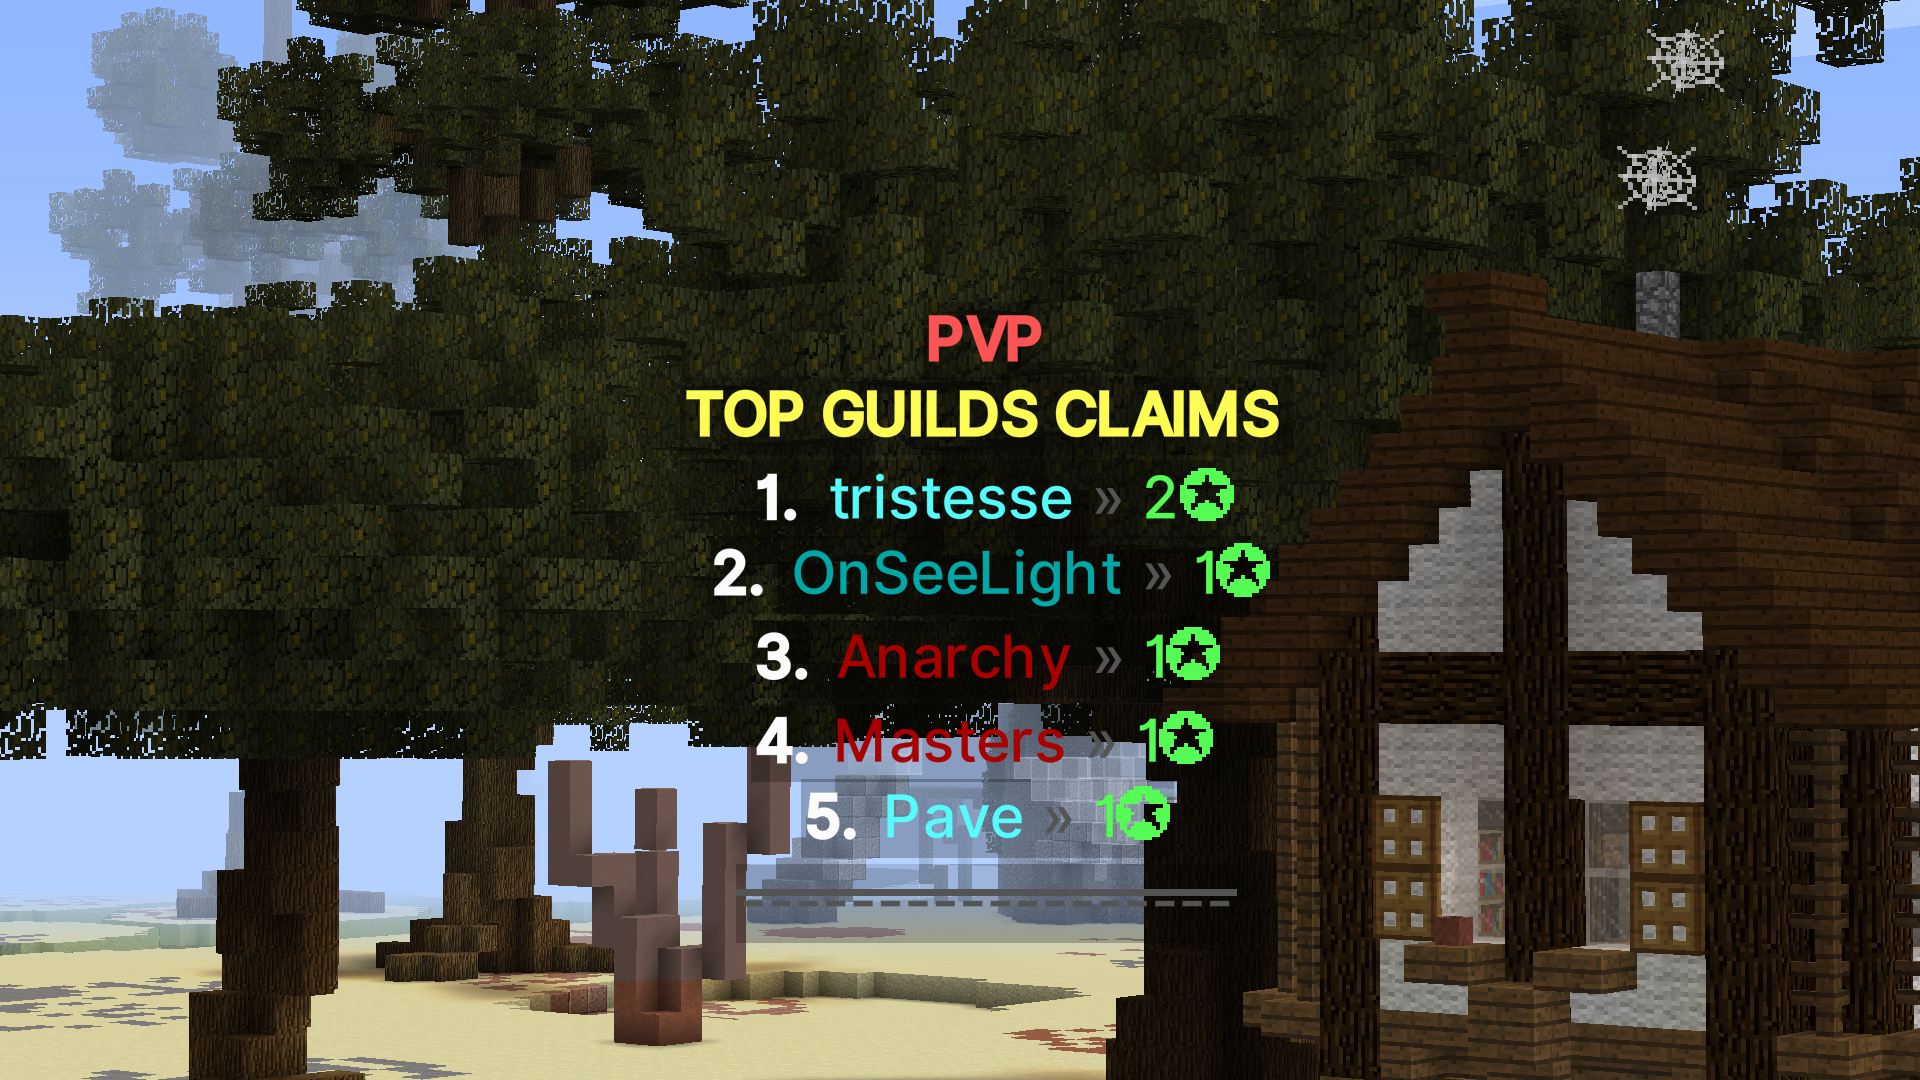 PVP
TOP GUILDS CLAIMS
1. tristesse » 2✪
2. OnSeeLight » 1✪
3. Anarchy » 1✪
4. Masters » 1✪
5. Pave » 1✪